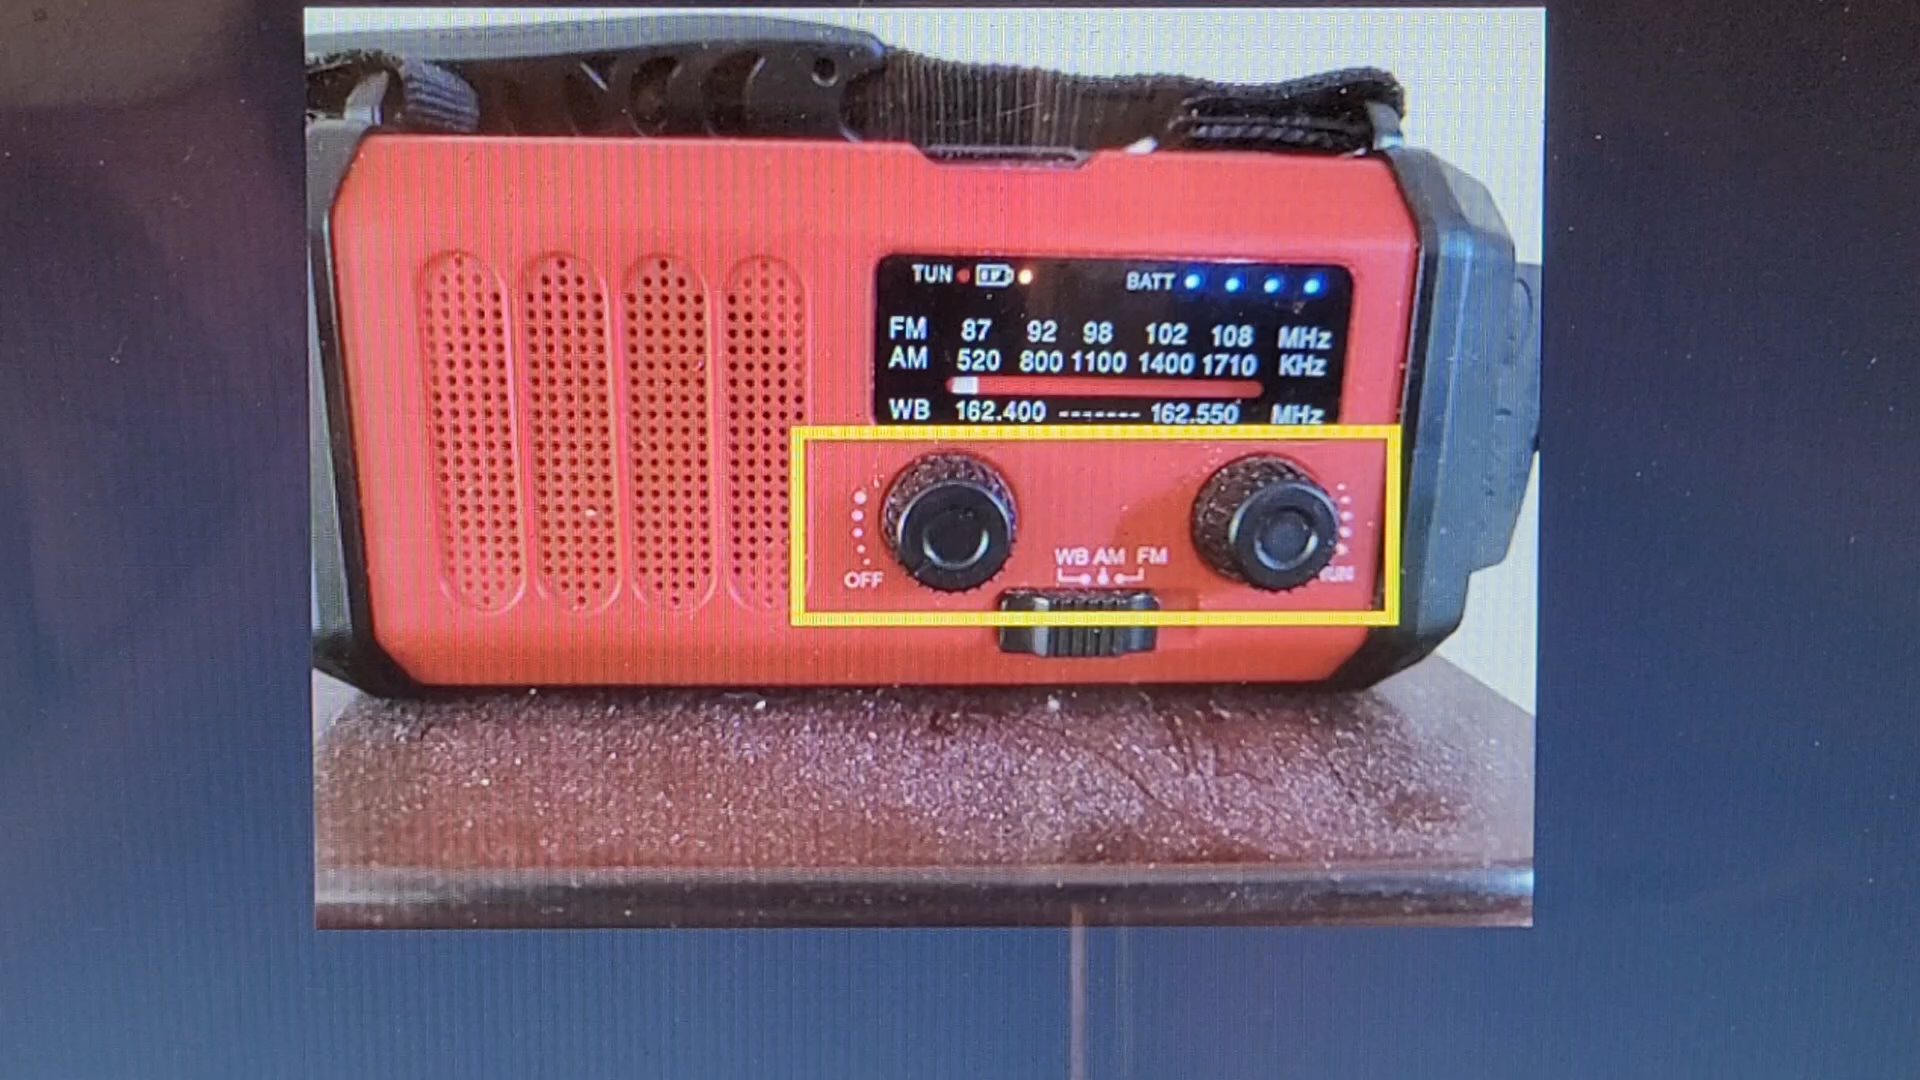 TUN BATT
FM 87 92 98 102 108 MHz
AM 520 800 1100 1400 1710 KHz
WB 162.400 ------- 162.550 MHz
WB AM FM
OFF TUN